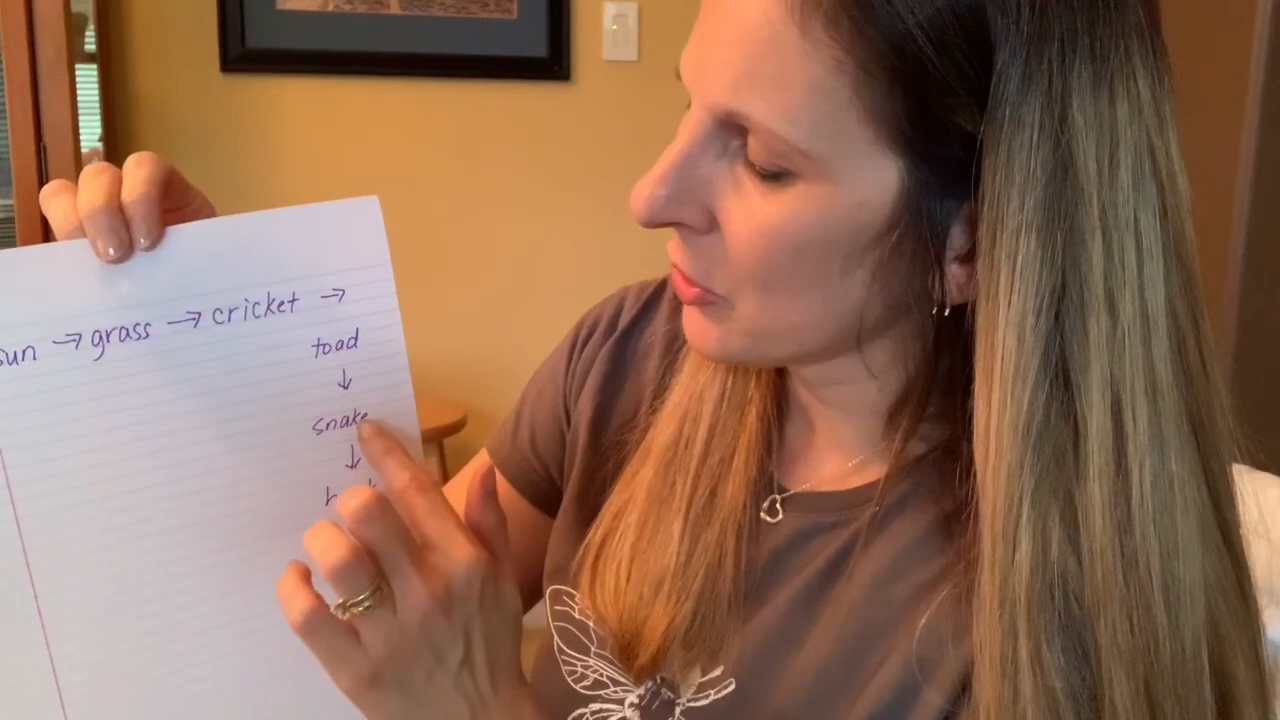 sun → grass → cricket →
toad
↓
snake
↓